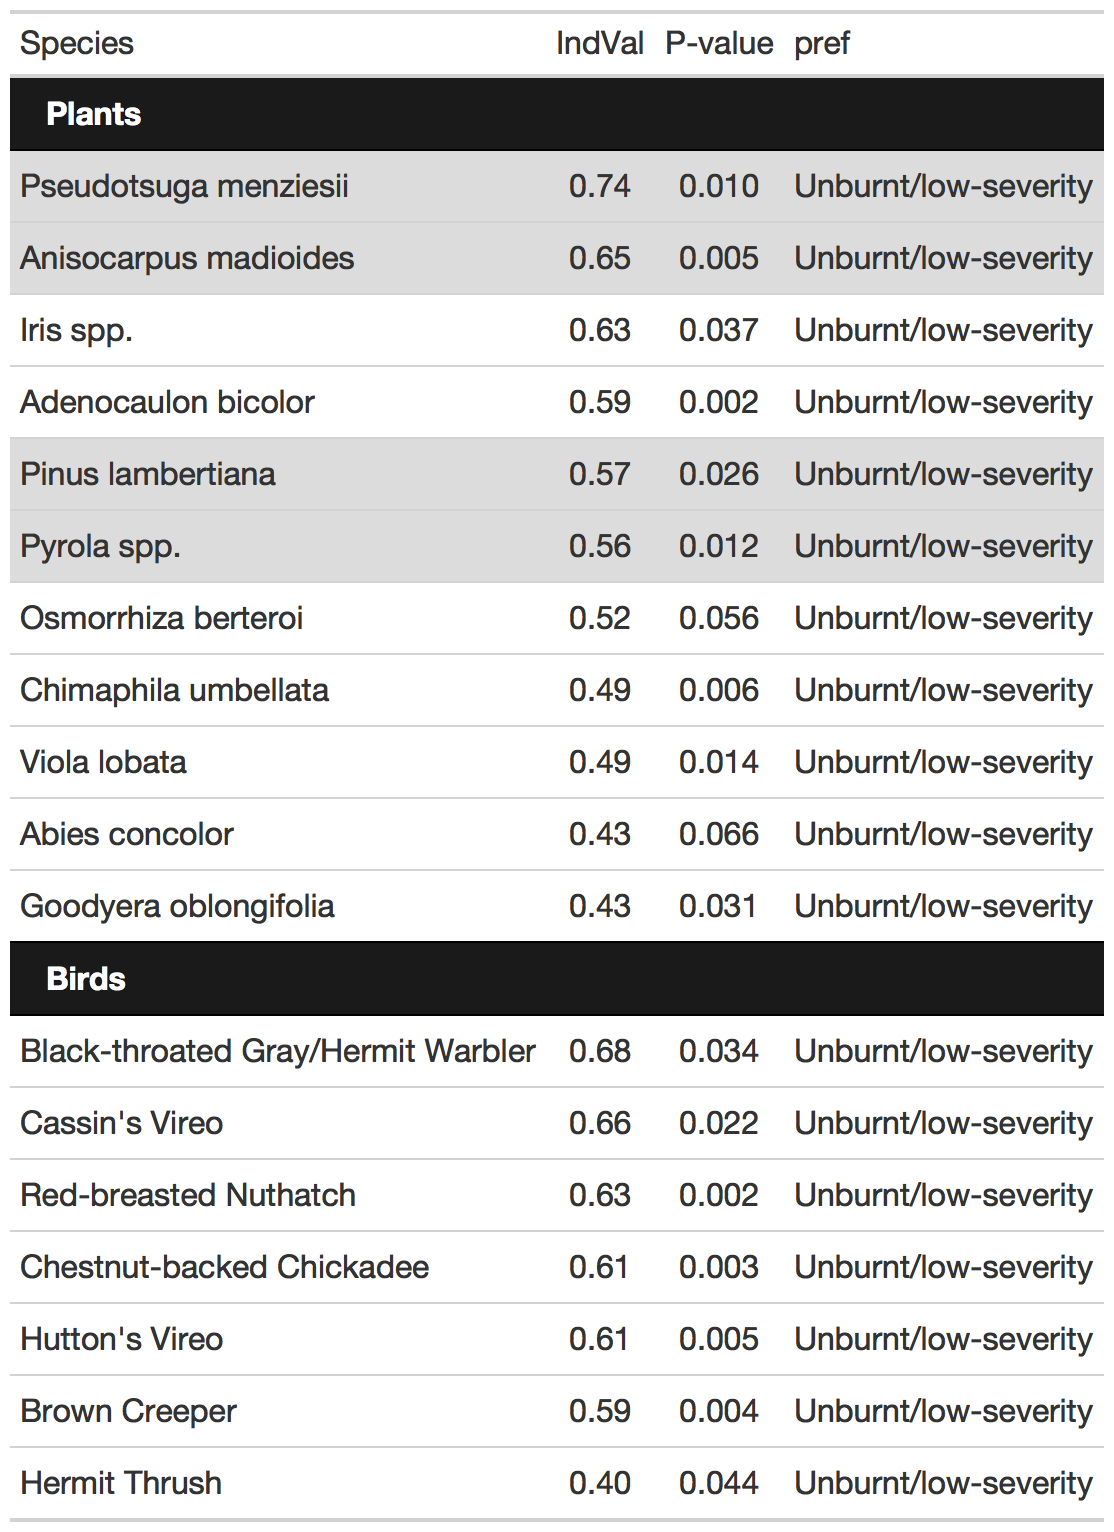 Species IndVal P-value pref
Plants
Pseudotsuga menziesii 0.74 0.010 Unburnt/low-severity
Anisocarpus madioides 0.65 0.005 Unburnt/low-severity
Iris spp. 0.63 0.037 Unburnt/low-severity
Adenocaulon bicolor 0.59 0.002 Unburnt/low-severity
Pinus lambertiana 0.57 0.026 Unburnt/low-severity
Pyrola spp. 0.56 0.012 Unburnt/low-severity
Osmorrhiza berteroi 0.52 0.056 Unburnt/low-severity
Chimaphila umbellata 0.49 0.006 Unburnt/low-severity
Viola lobata 0.49 0.014 Unburnt/low-severity
Abies concolor 0.43 0.066 Unburnt/low-severity
Goodyera oblongifolia 0.43 0.031 Unburnt/low-severity
Birds
Black-throated Gray/Hermit Warbler 0.68 0.034 Unburnt/low-severity
Cassin's Vireo 0.66 0.022 Unburnt/low-severity
Red-breasted Nuthatch 0.63 0.002 Unburnt/low-severity
Chestnut-backed Chickadee 0.61 0.003 Unburnt/low-severity
Hutton's Vireo 0.61 0.005 Unburnt/low-severity
Brown Creeper 0.59 0.004 Unburnt/low-severity
Hermit Thrush 0.40 0.044 Unburnt/low-severity